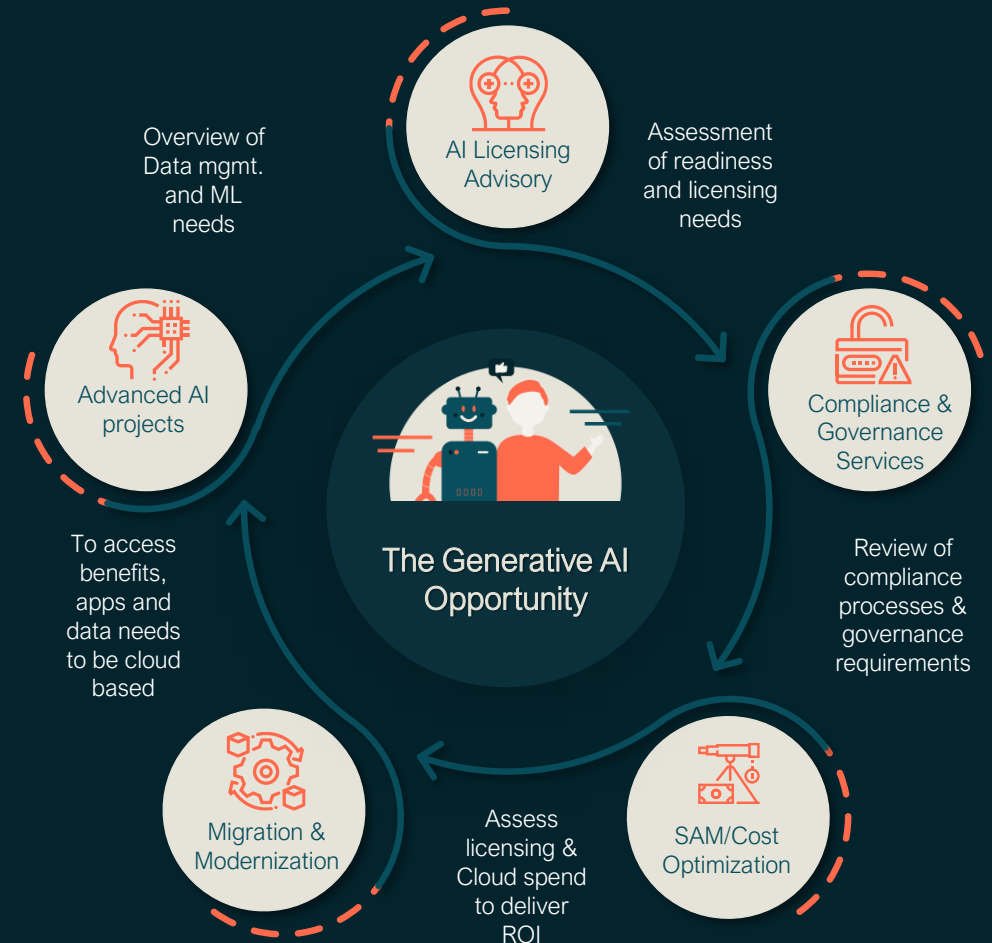 AI Licensing
Advisory
Assessment
of readiness
and licensing
needs
Compliance &
Governance
Services
Review of
compliance
processes &
governance
requirements
SAM/Cost
Optimization
Assess
licensing &
Cloud spend
to deliver
ROI
Migration &
Modernization
To access
benefits,
apps and
data needs
to be cloud
based
Advanced AI
projects
Overview of
Data mgmt.
and ML
needs
The Generative AI
Opportunity